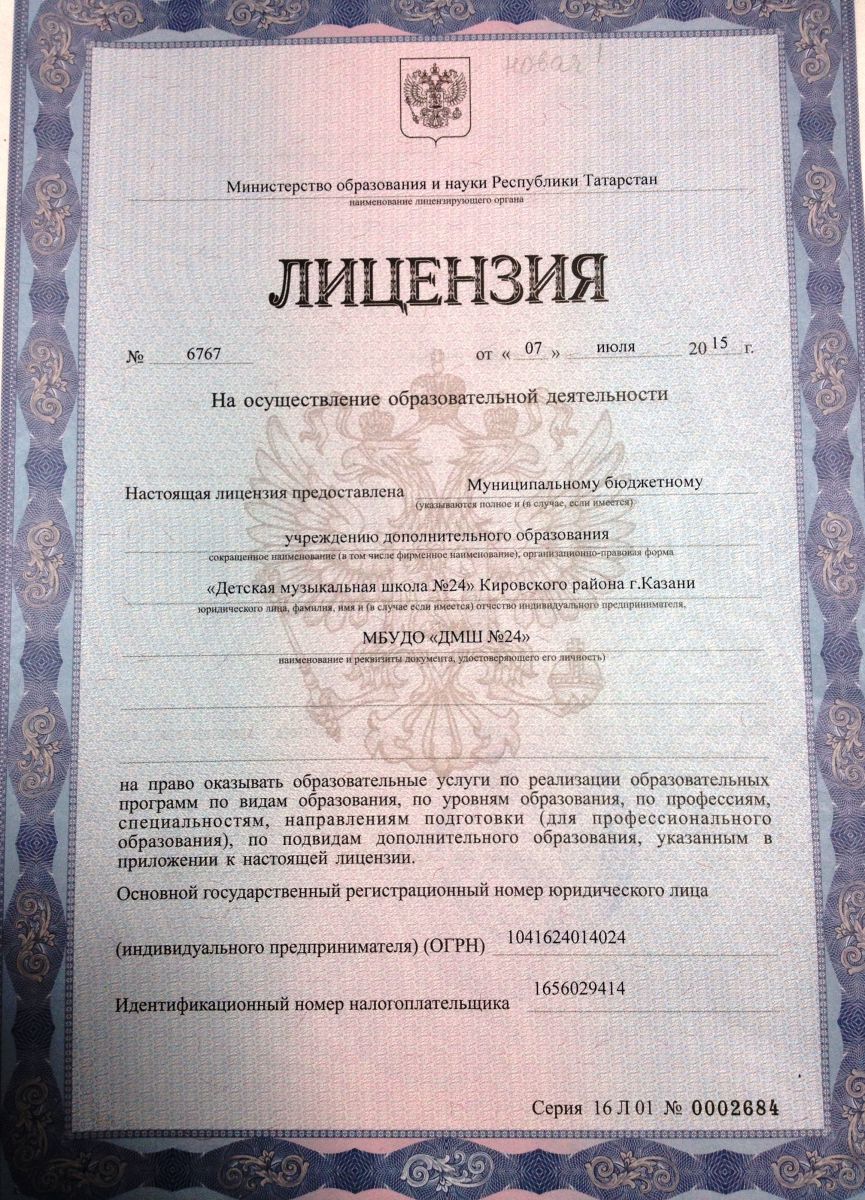 новая!
Министерство образования и науки Республики Татарстан
наименование лицензирующего органа
ЛИЦЕНЗИЯ
№ 6767 от « 07 » июля 2015 г.
На осуществление образовательной деятельности
Настоящая лицензия предоставлена Муниципальному бюджетному
(указываются полное и (в случае, если имеется)
учреждению дополнительного образования
сокращенное наименование (в том числе фирменное наименование), организационно-правовая форма
«Детская музыкальная школа №24» Кировского района г.Казани
юридического лица, фамилия, имя и (в случае если имеется) отчество индивидуального предпринимателя,
МБУДО «ДМШ №24»
наименование и реквизиты документа, удостоверяющего его личность)
на право оказывать образовательные услуги по реализации образовательных
программ по видам образования, по уровням образования, по профессиям,
специальностям, направлениям подготовки (для профессионального
образования), по подвидам дополнительного образования, указанным в
приложении к настоящей лицензии.
Основной государственный регистрационный номер юридического лица
(индивидуального предпринимателя) (ОГРН) 1041624014024
Идентификационный номер налогоплательщика 1656029414
Серия 16 Л 01 № 0002684